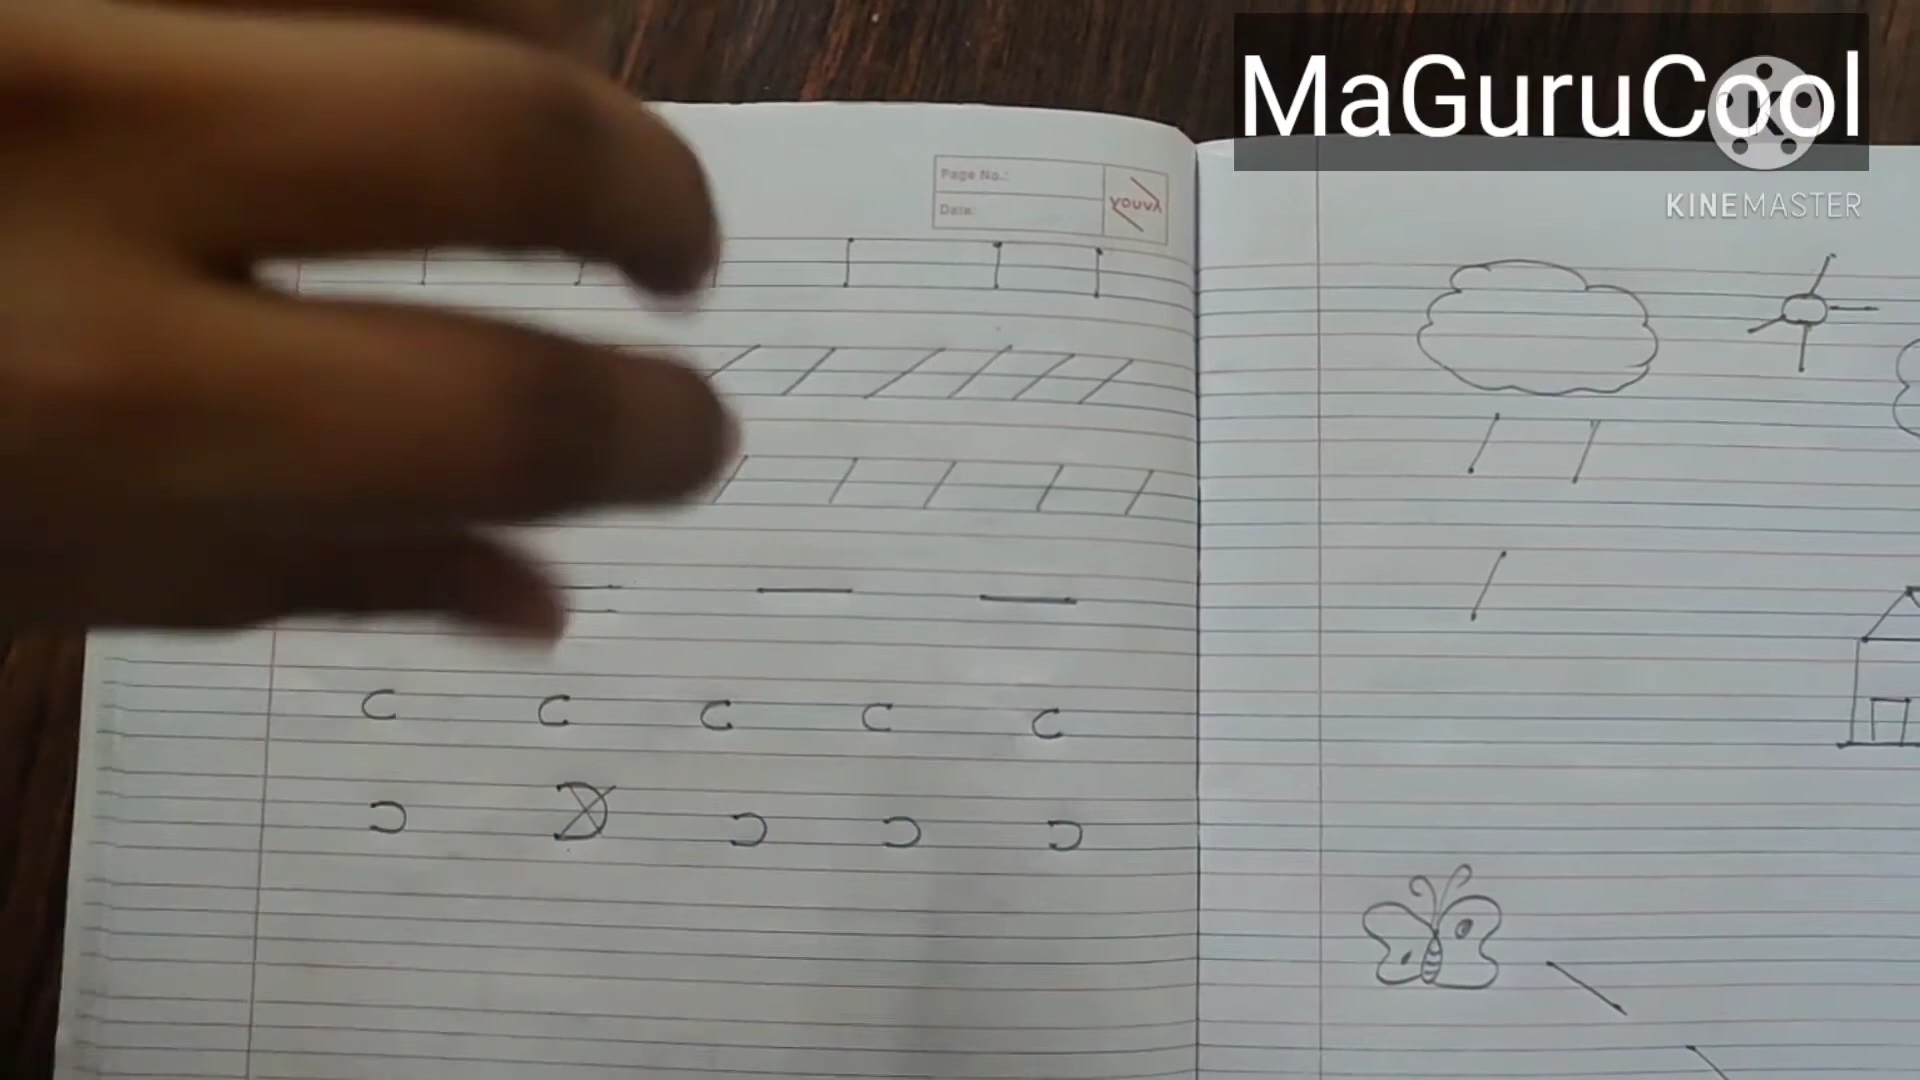 MaGuruCool
KINEMASTER
Page No.:
Date:
youva
C C C C C